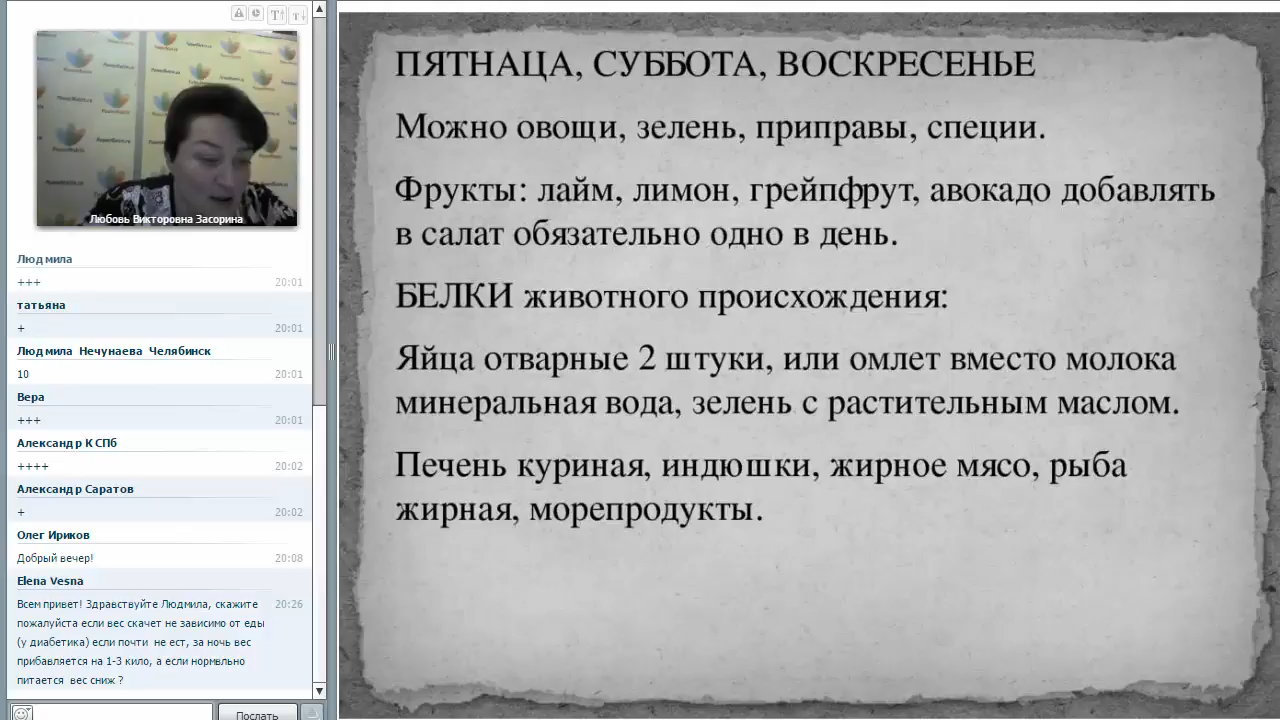 Любовь Викторовна Засорина
Людмила
+++ 20:01
татьяна
+ 20:01
Людмила Нечунаева Челябинск
10 20:01
Вера
+++ 20:01
Александр К СПб
++++ 20:02
Александр Саратов
+ 20:02
Олег Ириков
Добрый вечер! 20:08
Elena Vesna
Всем привет! Здравствуйте Людмила, скажите 20:26
пожалуйста если вес скачет не зависимо от еды
(у диабетика) если почти не ест, за ночь вес
прибавляется на 1-3 кило, а если нормвльно
питается вес сниж ?
Послать
ПЯТНАЦА, СУББОТА, ВОСКРЕСЕНЬЕ
Можно овощи, зелень, приправы, специи.
Фрукты: лайм, лимон, грейпфрут, авокадо добавлять
в салат обязательно одно в день.
БЕЛКИ животного происхождения:
Яйца отварные 2 штуки, или омлет вместо молока
минеральная вода, зелень с растительным маслом.
Печень куриная, индюшки, жирное мясо, рыба
жирная, морепродукты.